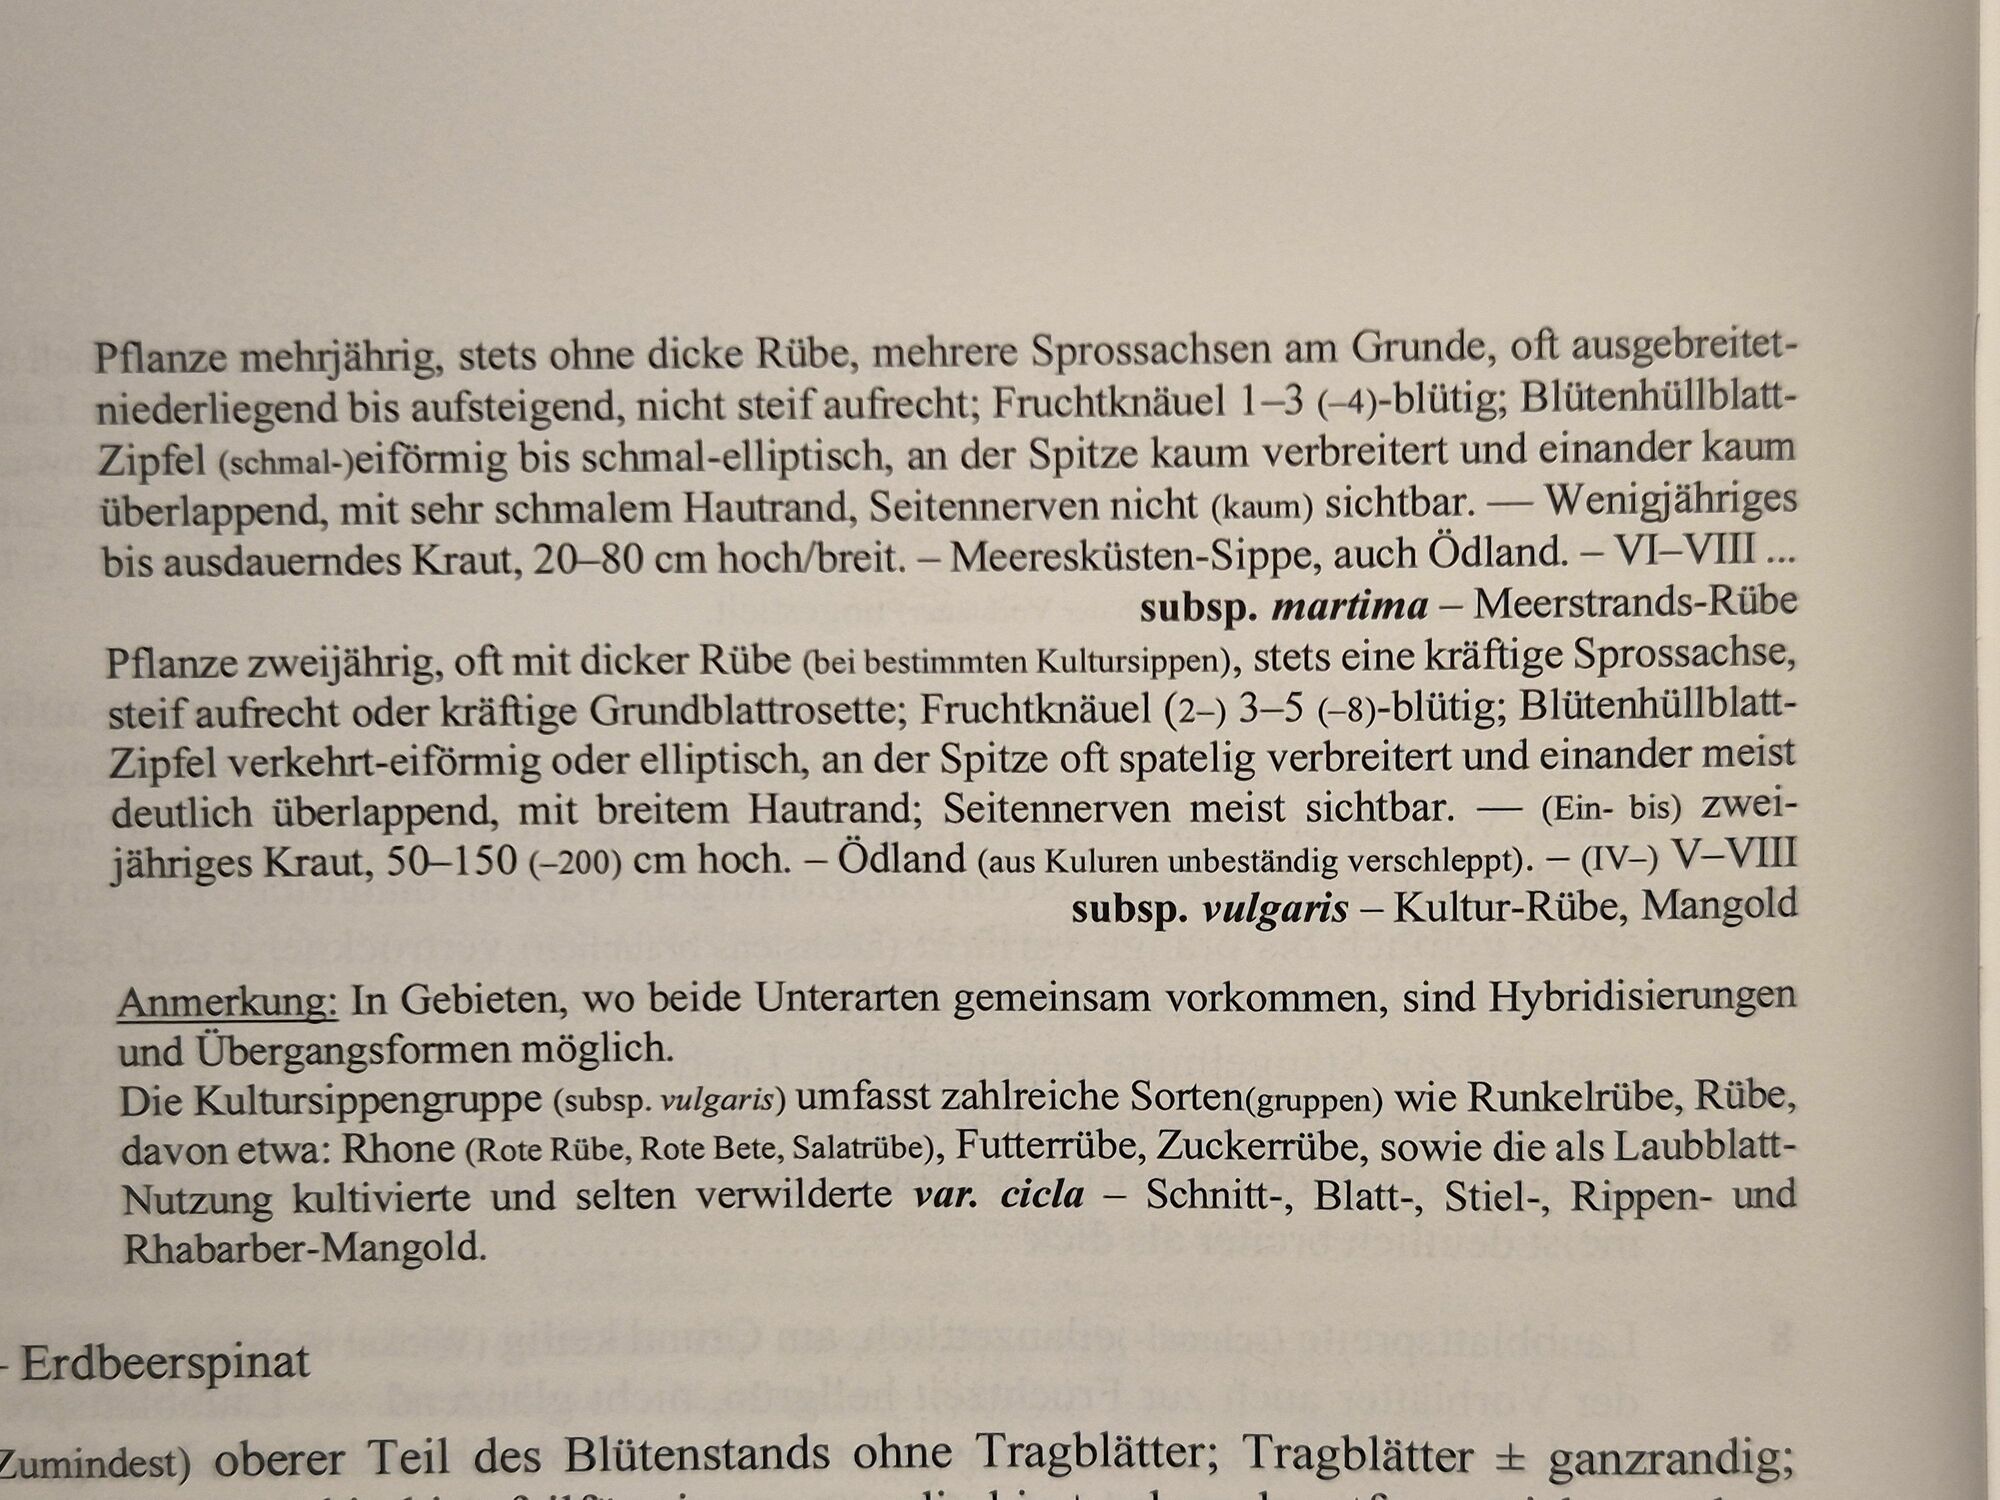 Pflanze mehrjährig, stets ohne dicke Rübe, mehrere Sprossachsen am Grunde, oft ausgebreitet-
niederliegend bis aufsteigend, nicht steif aufrecht; Fruchtknäuel 1–3 (–4)-blütig; Blütenhüllblatt-
Zipfel (schmal-)eiförmig bis schmal-elliptisch, an der Spitze kaum verbreitert und einander kaum
überlappend, mit sehr schmalem Hautrand, Seitennerven nicht (kaum) sichtbar. — Wenigjähriges
bis ausdauerndes Kraut, 20–80 cm hoch/breit. – Meeresküsten-Sippe, auch Ödland. – VI–VIII ...
subsp. martima – Meerstrands-Rübe
Pflanze zweijährig, oft mit dicker Rübe (bei bestimmten Kultursippen), stets eine kräftige Sprossachse,
steif aufrecht oder kräftige Grundblattrosette; Fruchtknäuel (2–) 3–5 (–8)-blütig; Blütenhüllblatt-
Zipfel verkehrt-eiförmig oder elliptisch, an der Spitze oft spatelig verbreitert und einander meist
deutlich überlappend, mit breitem Hautrand; Seitennerven meist sichtbar. — (Ein- bis) zwei-
jähriges Kraut, 50–150 (–200) cm hoch. – Ödland (aus Kuluren unbeständig verschleppt). – (IV–) V–VIII
subsp. vulgaris – Kultur-Rübe, Mangold
Anmerkung: In Gebieten, wo beide Unterarten gemeinsam vorkommen, sind Hybridisierungen
und Übergangsformen möglich.
Die Kultursippengruppe (subsp. vulgaris) umfasst zahlreiche Sorten(gruppen) wie Runkelrübe, Rübe,
davon etwa: Rhone (Rote Rübe, Rote Bete, Salatrübe), Futterrübe, Zuckerrübe, sowie die als Laubblatt-
Nutzung kultivierte und selten verwilderte var. cicla – Schnitt-, Blatt-, Stiel-, Rippen- und
Rhabarber-Mangold.
- Erdbeerspinat
Zumindest) oberer Teil des Blütenstands ohne Tragblätter; Tragblätter ± ganzrandig;